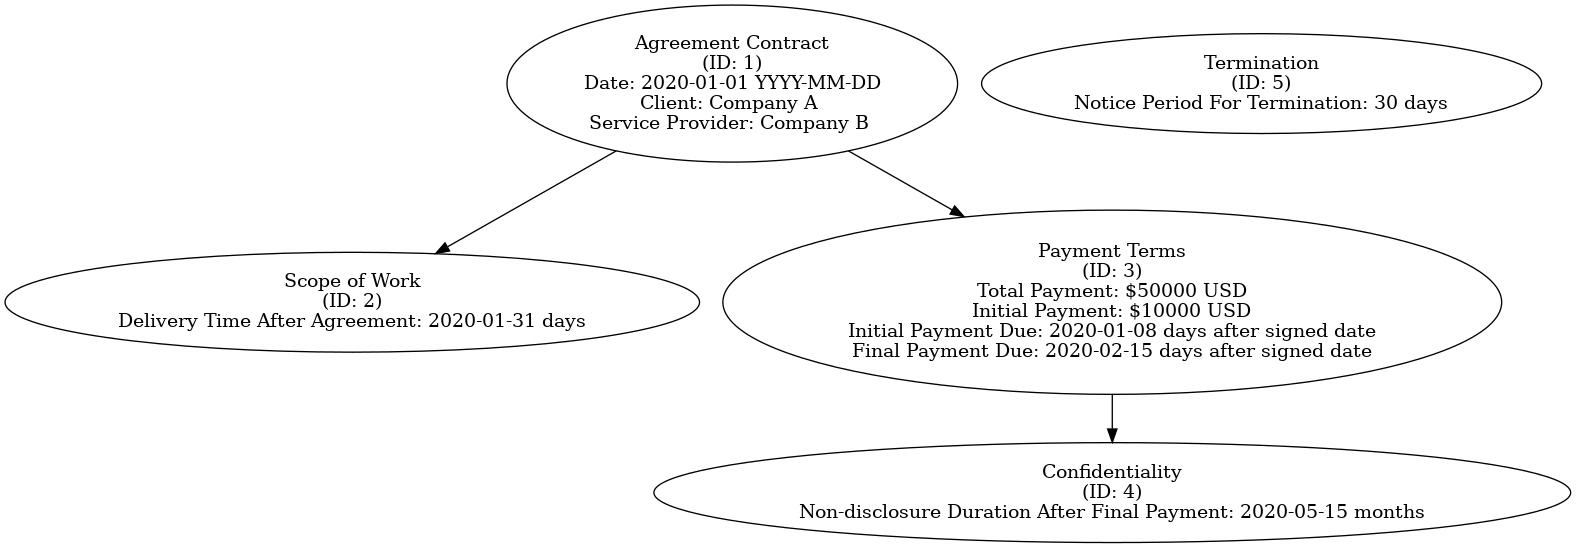 Agreement Contract
(ID: 1)
Date: 2020-01-01 YYYY-MM-DD
Client: Company A
Service Provider: Company B
Termination
(ID: 5)
Notice Period For Termination: 30 days
Scope of Work
(ID: 2)
Delivery Time After Agreement: 2020-01-31 days
Payment Terms
(ID: 3)
Total Payment: $50000 USD
Initial Payment: $10000 USD
Initial Payment Due: 2020-01-08 days after signed date
Final Payment Due: 2020-02-15 days after signed date
Confidentiality
(ID: 4)
Non-disclosure Duration After Final Payment: 2020-05-15 months